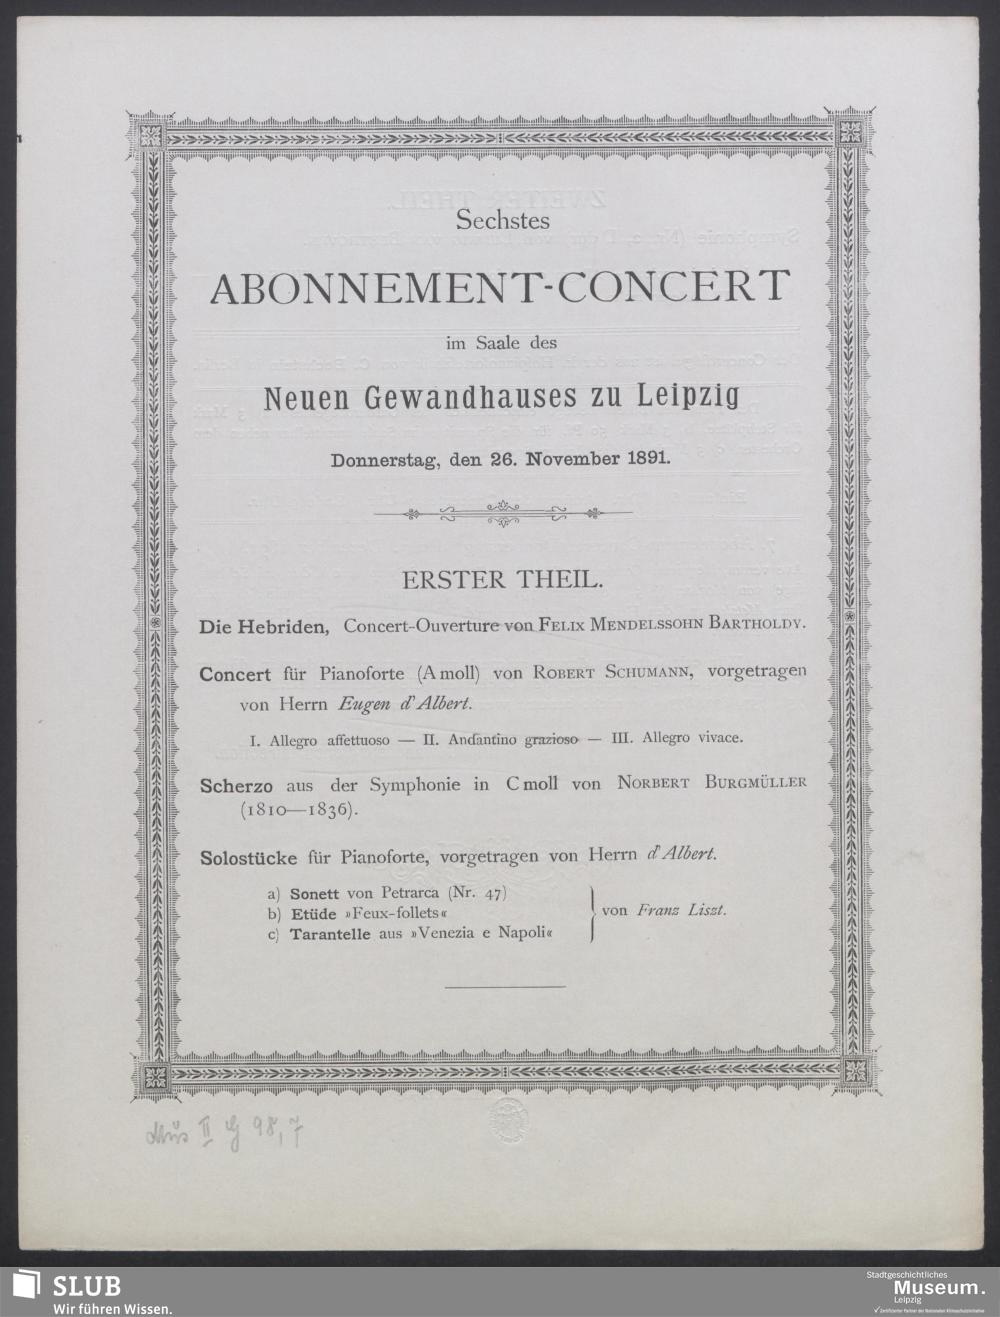 Sechstes
ABONNEMENT-CONCERT
im Saale des
Neuen Gewandhauses zu Leipzig
Donnerstag, den 26. November 1891.
ERSTER THEIL.
Die Hebriden, Concert-Ouverture von FELIX MENDELSSOHN BARTHOLDY.
Concert für Pianoforte (A moll) von ROBERT SCHUMANN, vorgetragen
von Herrn Eugen d'Albert.
I. Allegro affettuoso — II. Andantino grazioso — III. Allegro vivace.
Scherzo aus der Symphonie in C moll von NORBERT BURGMÜLLER
(1810—1836).
Solostücke für Pianoforte, vorgetragen von Herrn d'Albert.
a) Sonett von Petrarca (Nr. 47)
b) Etüde »Feux-follets«
c) Tarantelle aus »Venezia e Napoli«
von Franz Liszt.
Mus II G 98,7
SLUB
Wir führen Wissen.
Stadtgeschichtliches
Museum.
Leipzig